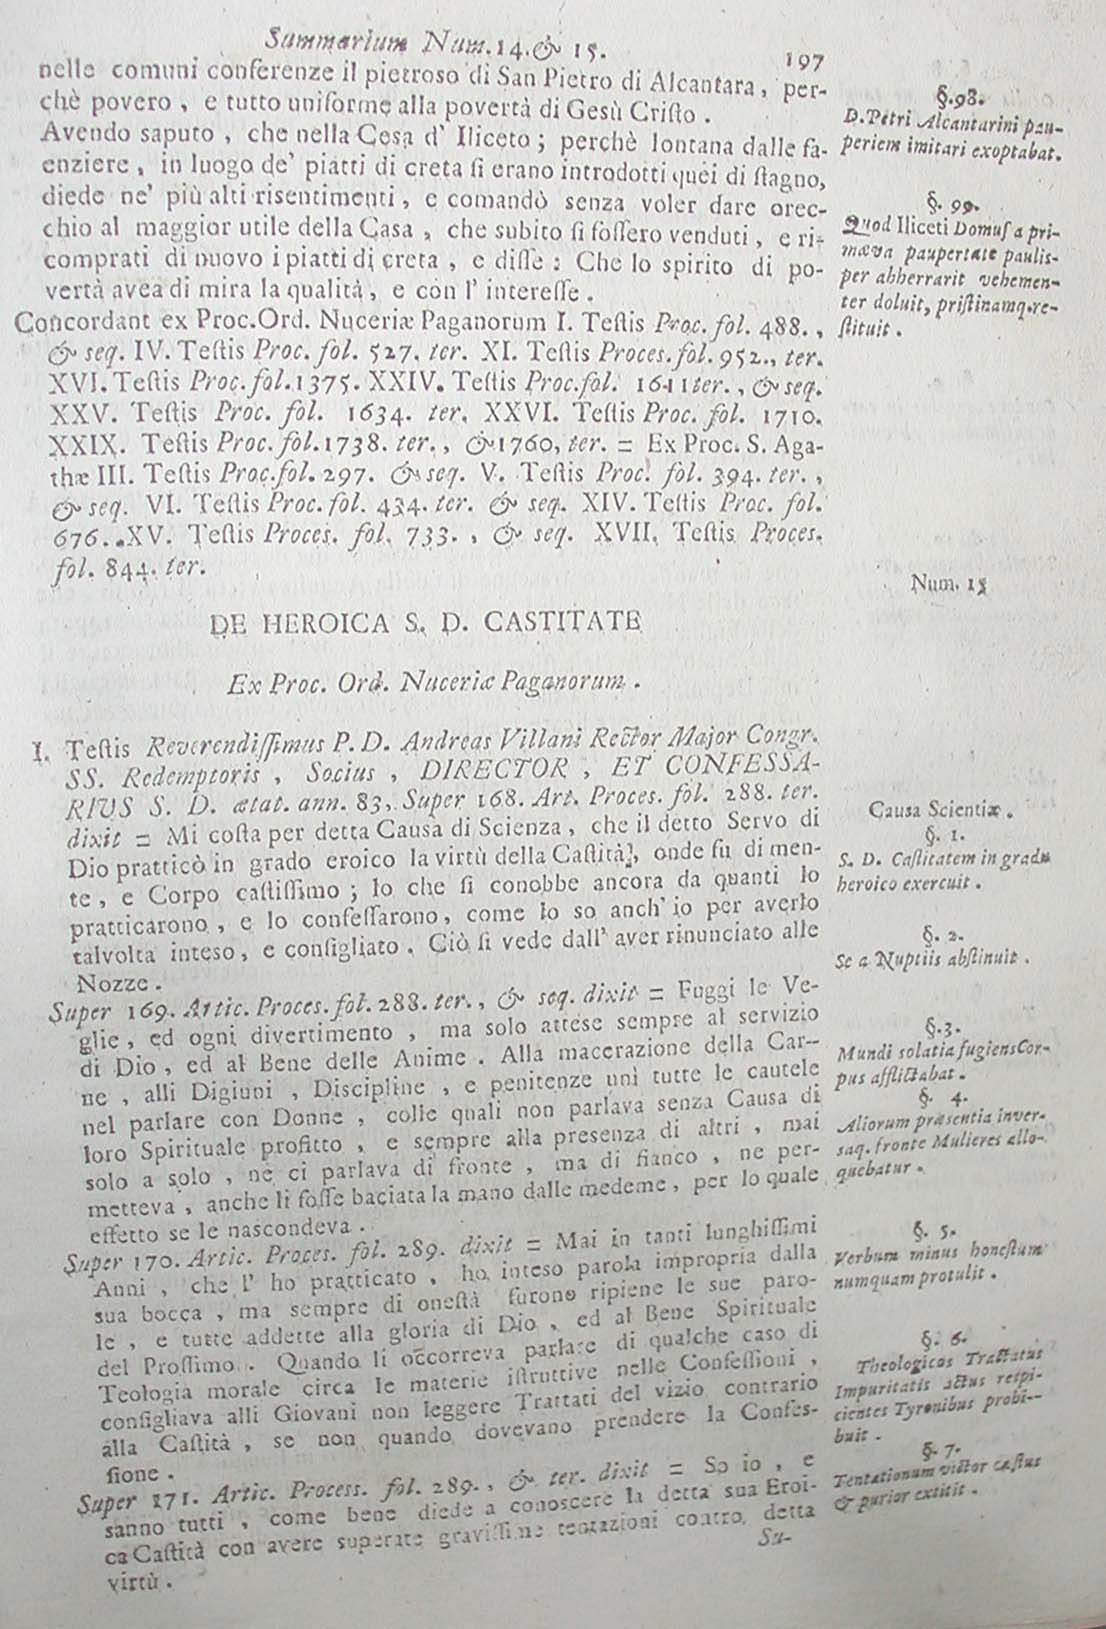 Summarium Num. 14. & 15.
197
nelle comuni conferenze il pietroso di San Pietro di Alcantara, per-
chè povero, e tutto uniforme alla povertà di Gesù Criſto.
Avendo saputo, che nella Cesa d' Iliceto; perchè lontana dalle fa-
enziere, in luogo de' piatti di creta ſi erano introdotti quei di ſtagno,
diede ne' più alti risentimenti, e comandò senza voler dare orec-
chio al maggior utile della Casa, che subito ſi foſſero venduti, e ri-
comprati di nuovo i piatti di creta, e diſſe: Che lo spirito di po-
vertà avea di mira la qualità, e con l' intereſſe.
Concordant ex Proc. Ord. Nuceriæ Paganorum I. Teſtis Proc. fol. 488.,
& seq. IV. Teſtis Proc. fol. 527. ter. XI. Teſtis Proces. fol. 952., ter.
XVI. Teſtis Proc. fol. 1375. XXIV. Teſtis Proc. fol. 1611 ter., & seq.
XXV. Teſtis Proc. fol. 1634. ter. XXVI. Teſtis Proc. fol. 1710.
XXIX. Teſtis Proc. fol. 1738. ter., & 1760, ter. = Ex Proc. S. Aga-
thæ III. Teſtis Proc. fol. 297. & seq. V. Teſtis Proc. fol. 394. ter.,
& seq. VI. Teſtis Proc. fol. 434. ter. & seq. XIV. Teſtis Proc. fol.
676. XV. Teſtis Proces. fol. 733., & seq. XVII. Teſtis Proces.
fol. 844. ter.
§. 98.
D. Petri Alcantarini pau-
periem imitari exoptabat.
§. 99.
Quod Iliceti Domuſ a pri-
mæva paupertate paulis-
per abherrarit vehemen-
ter doluit, priſtinamq. re-
ſtituit.
Num. 15
DE HEROICA S. D. CASTITATE
Ex Proc. Ord. Nuceriæ Paganorum.
I. Teſtis Reverendiſſimus P. D. Andreas Villani Rector Major Congr.
SS. Redemptoris, Socius, DIRECTOR, ET CONFESSA-
RIUS S. D. ætat. ann. 83, Super 168. Art. Proces. fol. 288. ter.
dixit = Mi coſta per detta Causa di Scienza, che il detto Servo di
Dio pratticò in grado eroico la virtù della Caſtità, onde fu di men-
te, e Corpo caſtiſſimo; lo che ſi conobbe ancora da quanti lo
pratticarono, e lo confeſſarono, come lo so anch' io per averlo
talvolta inteso, e conſigliato. Ciò ſi vede dall' aver rinunciato alle
Nozze.
Super 169. Artic. Proces. fol. 288. ter., & seq. dixit = Fuggì le Ve-
glie, ed ogni divertimento, ma solo attese sempre al servizio
di Dio, ed al Bene delle Anime. Alla macerazione della Car--
ne, alli Digiuni, Discipline, e penitenze unì tutte le cautele
nel parlare con Donne, colle quali non parlava senza Causa di
loro Spirituale profitto, e sempre alla presenza di altri, mai
solo a solo, nè ci parlava di fronte, ma di fianco, ne per-
metteva, anche li foſſe baciata la mano dalle medeme, per lo quale
effetto se le nascondeva.
Super 170. Artic. Proces. fol. 289. dixit = Mai in tanti lunghiſſimi
Anni, che l' ho pratticato, ho inteso parola impropria dalla
sua bocca, ma sempre di oneſtà furono ripiene le sue paro-
le, e tutte addette alla gloria di Dio, ed al Bene Spirituale
del Proſſimo. Quando li occorreva parlare di qualche caso di
Teologia morale circa le materie iſtruttive nelle Confeſſioni,
conſigliava alli Giovani non leggere Trattati del vizio contrario
alla Caſtità, se non quando dovevano prendere la Confes-
ſione.
Super 171. Artic. Process. fol. 289., & ter. dixit = So io, e
sanno tutti, come bene diede a conoscere la detta sua Eroi-
ca Caſtità con avere superate graviſſime tentazioni contro detta
virtù.
Su-
Causa Scientiæ.
§. 1.
S. D. Caſtitatem in gradu
heroico exercuit.
§. 2.
Se a Nuptiis abſtinuit.
§. 3.
Mundi solatia fugiens Cor-
pus afflictabat.
§. 4.
Aliorum præsentia inver-
saq. fronte Mulieres allo-
quebatur.
§. 5.
Verbum minus honeſtum
numquam protulit.
§. 6.
Theologicos Tractatus
Impuritatis actus respi-
cientes Tyronibus probi--
buit.
§. 7.
Tentationum victor caſtus
& purior extitit.